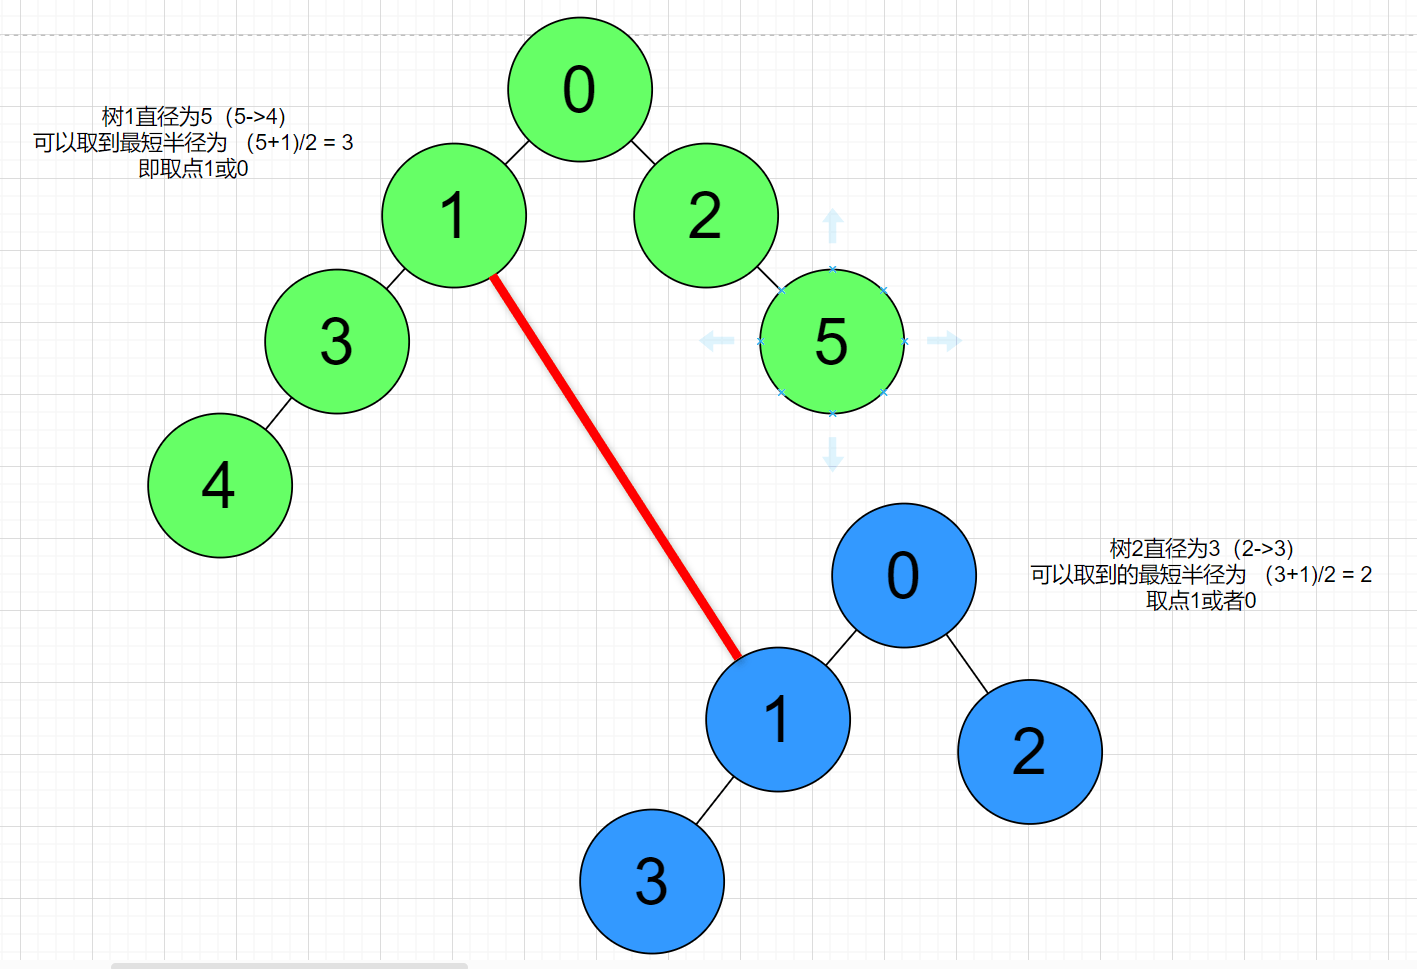 0
树1直径为5（5->4）
可以取到最短半径为 （5+1)/2 = 3
即取点1或0
1
2
3
5
4
0
树2直径为3（2->3）
可以取到的最短半径为 （3+1)/2 = 2
取点1或者0
1
2
3